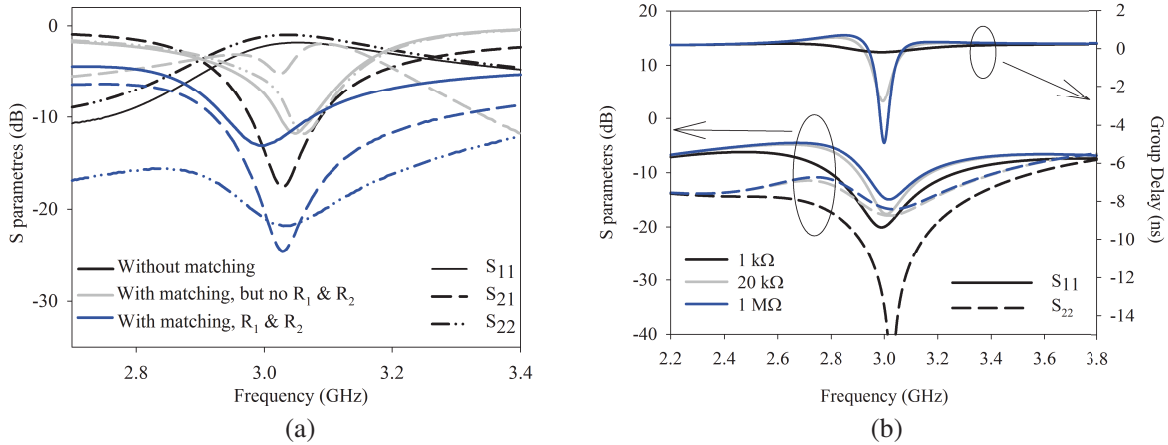 0
-10
-20
-30
S parametres (dB)
2.8
3.0
3.2
3.4
Frequency (GHz)
Without matching
With matching, but no R1 & R2
With matching, R1 & R2
S11
S21
S22
(a)
20
10
0
-10
-20
-30
-40
S parameters (dB)
2
0
-2
-4
-6
-8
-10
-12
-14
Group Delay (ns)
1 kΩ
20 kΩ
1 MΩ
S11
S22
2.2
2.4
2.6
2.8
3.0
3.2
3.4
3.6
3.8
Frequency (GHz)
(b)